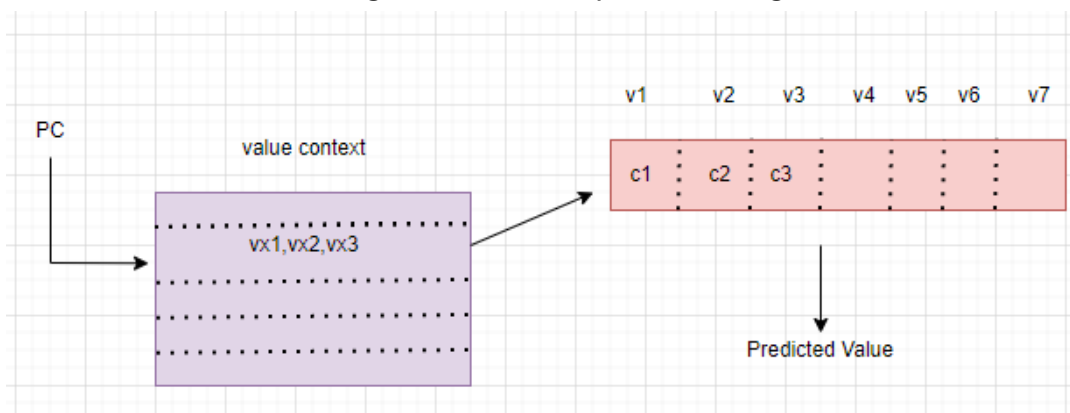 v1 v2 v3 v4 v5 v6 v7
PC
value context
c1 c2 c3
vx1,vx2,vx3
Predicted Value